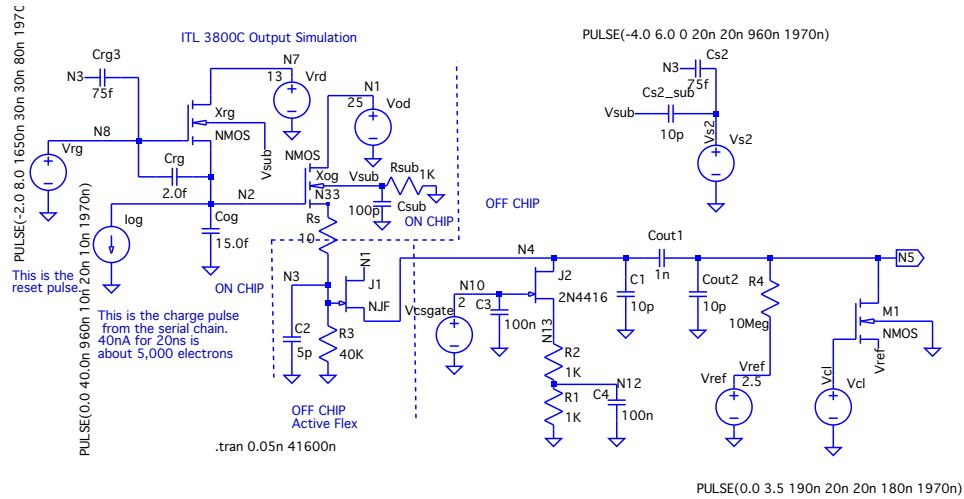 PULSE(-2.0 8.0 1650n 30n 30n 80n 1970
ITL 3800C Output Simulation
PULSE(-4.0 6.0 0 20n 20n 960n 1970n)
Crg3
N3
75f
N7
13
Vrd
N1
25
Vod
Cs2
N3
75f
Cs2_sub
Vsub
10p
Vs2
Vs2
Xrg
NMOS
Vsub
N8
Vrg
Crg
2.0f
NMOS
Xog
Vsub
Rsub
1K
N2
N33
100p
Csub
ON CHIP
OFF CHIP
Iog
Cog
15.0f
Rs
10
This is the
reset pulse.
PULSE(0.0 40.0n 960n 10n 20n 10n 1970n)
ON CHIP
N3
N1
J1
NJF
C2
5p
R3
40K
This is the charge pulse
from the serial chain.
40nA for 20ns is
about 5,000 electrons
OFF CHIP
Active Flex
.tran 0.05n 41600n
N4
N10
Vcsgate
2
C3
100n
J2
2N4416
N13
R2
1K
N12
R1
1K
C4
100n
C1
10p
Cout1
1n
Cout2
10p
R4
10Meg
Vref
Vref
2.5
N5
M1
NMOS
Vref
Vcl
Vcl
PULSE(0.0 3.5 190n 20n 20n 180n 1970n)